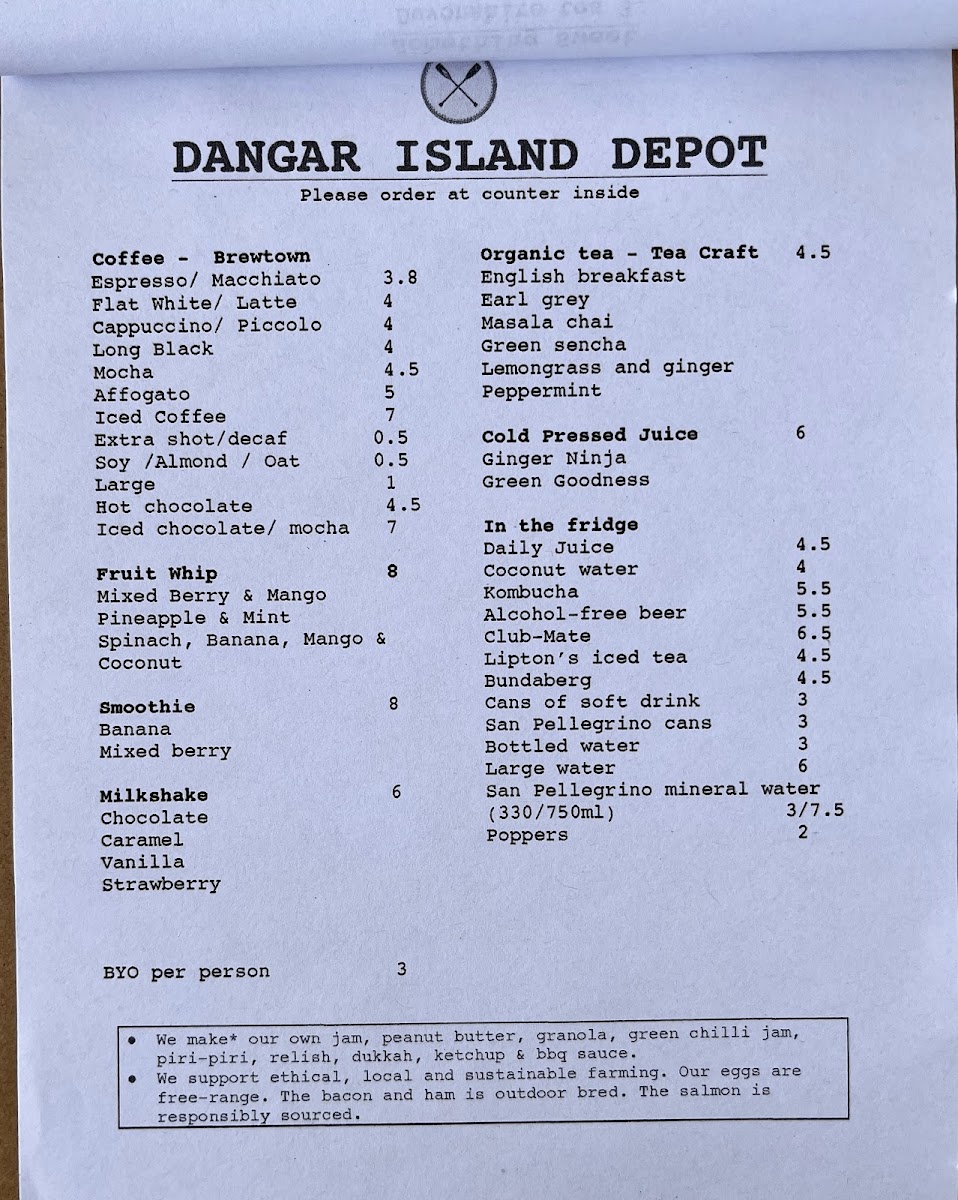 DANGAR ISLAND DEPOT
Please order at counter inside
Coffee - Brewtown
Espresso/ Macchiato 3.8
Flat White/ Latte 4
Cappuccino/ Piccolo 4
Long Black 4
Mocha 4.5
Affogato 5
Iced Coffee 7
Extra shot/decaf 0.5
Soy /Almond / Oat 0.5
Large 1
Hot chocolate 4.5
Iced chocolate/ mocha 7
Fruit Whip 8
Mixed Berry & Mango
Pineapple & Mint
Spinach, Banana, Mango &
Coconut
Smoothie 8
Banana
Mixed berry
Milkshake 6
Chocolate
Caramel
Vanilla
Strawberry
BYO per person 3
Organic tea - Tea Craft 4.5
English breakfast
Earl grey
Masala chai
Green sencha
Lemongrass and ginger
Peppermint
Cold Pressed Juice 6
Ginger Ninja
Green Goodness
In the fridge
Daily Juice 4.5
Coconut water 4
Kombucha 5.5
Alcohol-free beer 5.5
Club-Mate 6.5
Lipton's iced tea 4.5
Bundaberg 4.5
Cans of soft drink 3
San Pellegrino cans 3
Bottled water 3
Large water 6
San Pellegrino mineral water
(330/750ml) 3/7.5
Poppers 2
• We make* our own jam, peanut butter, granola, green chilli jam,
piri-piri, relish, dukkah, ketchup & bbq sauce.
• We support ethical, local and sustainable farming. Our eggs are
free-range. The bacon and ham is outdoor bred. The salmon is
responsibly sourced.